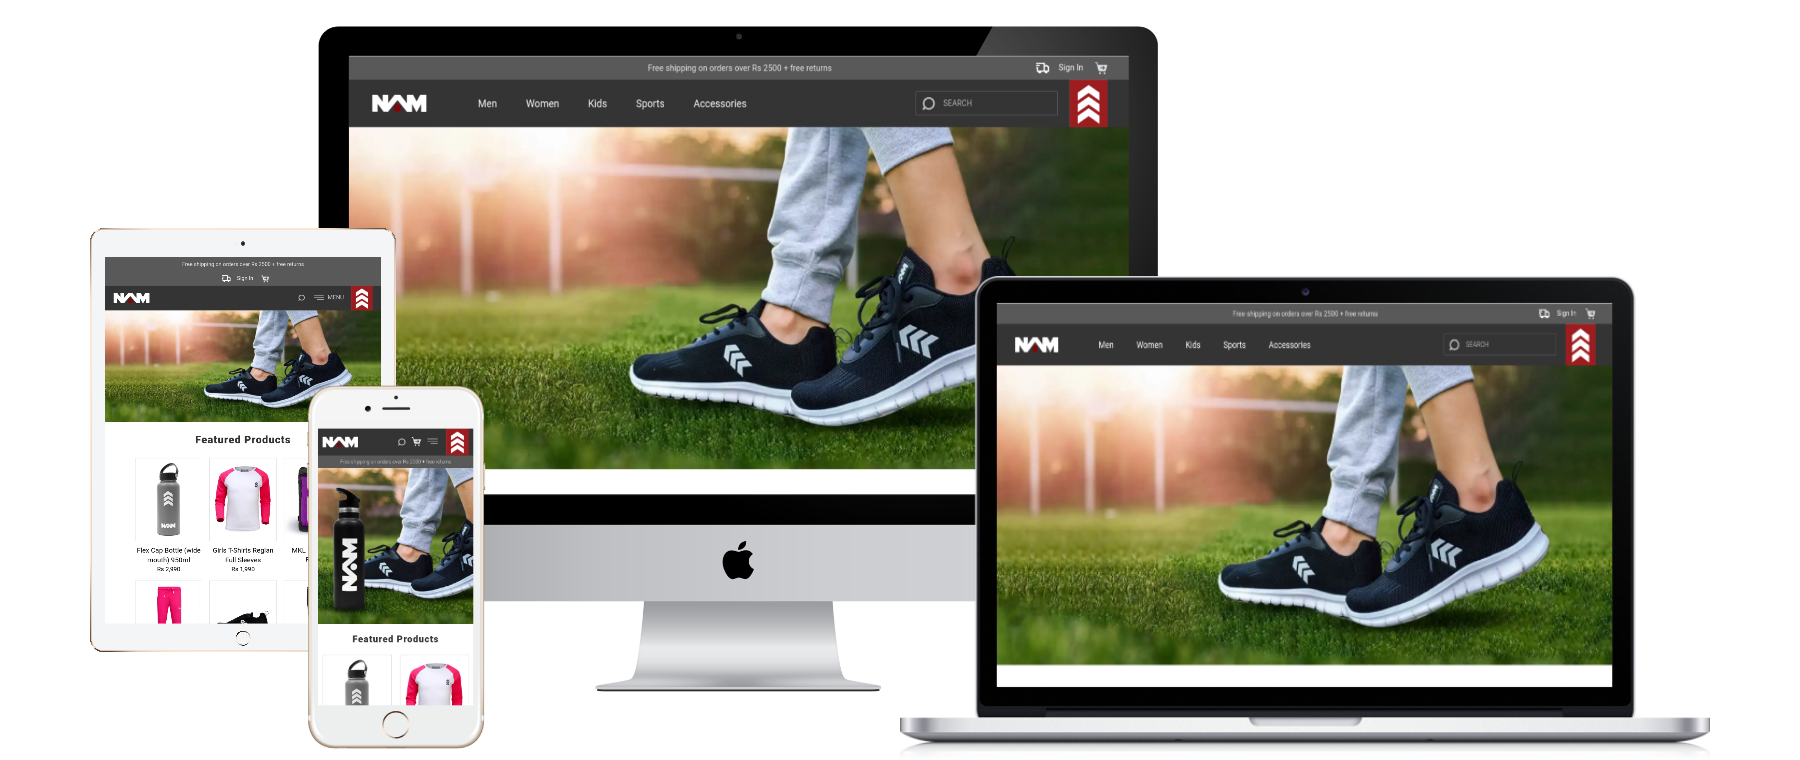 Free shipping on orders over Rs 2500 + free returns
Sign In
NAM
Men Women Kids Sports Accessories
SEARCH
Free shipping on orders over Rs 2500 + free returns
Sign In
NAM
MENU
Featured Products
Flex Cap Bottle (wide mouth) 950ml
Rs 2,990
Girls T-Shirts Reglan Full Sleeves
Rs 1,990
MKL
NAM
Free shipping on orders over Rs 2500 + free returns
NAM
Featured Products
Free shipping on orders over Rs 2500 + free returns
Sign In
NAM
Men Women Kids Sports Accessories
SEARCH